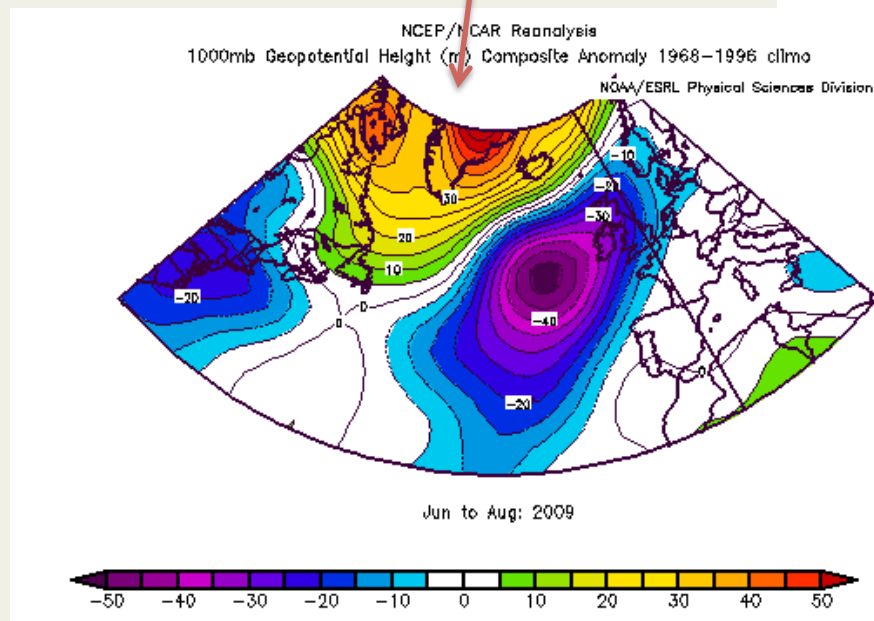 NCEP/NCAR Reanalysis
1000mb Geopotential Height (m) Composite Anomaly 1968-1996 climo
NOAA/ESRL Physical Sciences Division
-10
-20
-30
30
20
10
-20
0
0
-40
-20
0
Jun to Aug: 2009
-50 -40 -30 -20 -10 0 10 20 30 40 50